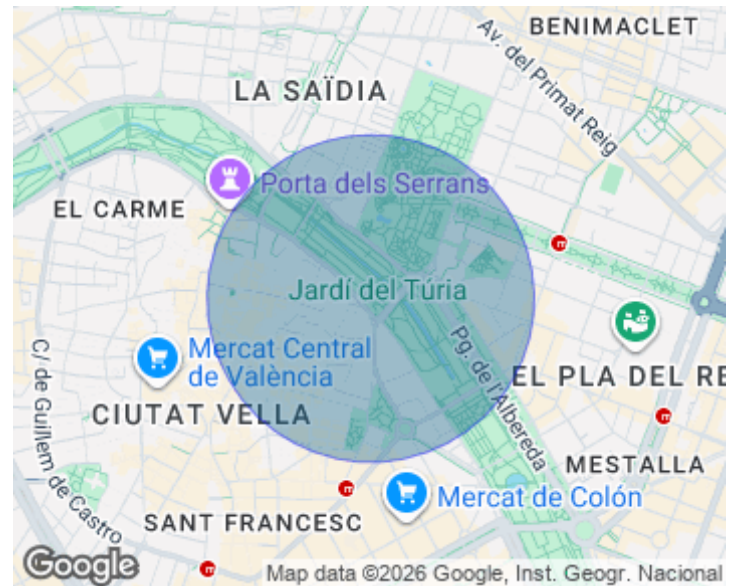 BENIMACLET
Av. del Primat Reig
LA SAÏDIA
Porta dels Serrans
EL CARME
Jardí del Túria
Mercat Central
de València
Pg. de l'Albereda
EL PLA DEL RE
C/ de Guillem de Castro
CIUTAT VELLA
MESTALLA
Mercat de Colón
SANT FRANCESC
Google
Map data ©2026 Google, Inst. Geogr. Nacional